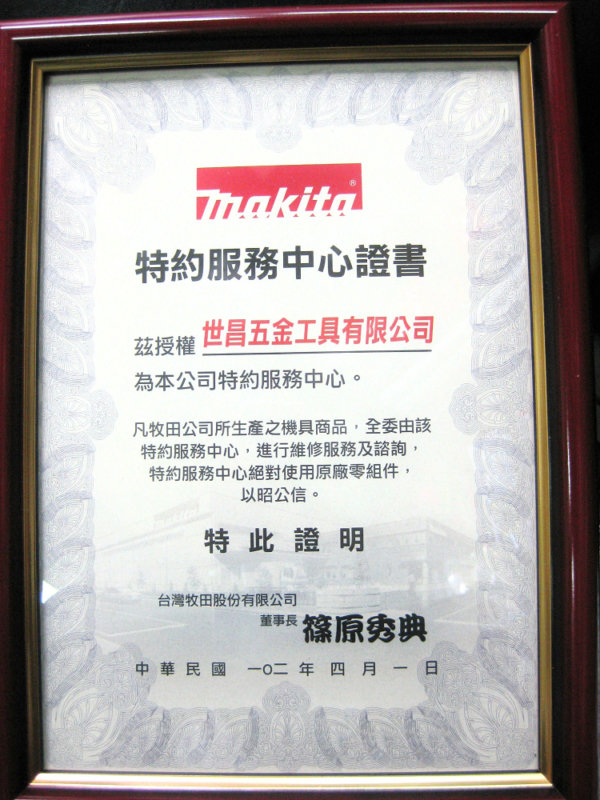 makita®
特約服務中心證書
茲授權 世昌五金工具有限公司
為本公司特約服務中心。
凡牧田公司所生產之機具商品，全委由該
特約服務中心，進行維修服務及諮詢，
特約服務中心絕對使用原廠零組件，
以昭公信。
特此證明
台灣牧田股份有限公司
董事長 篠原秀典
中華民國 一〇二年四月一日